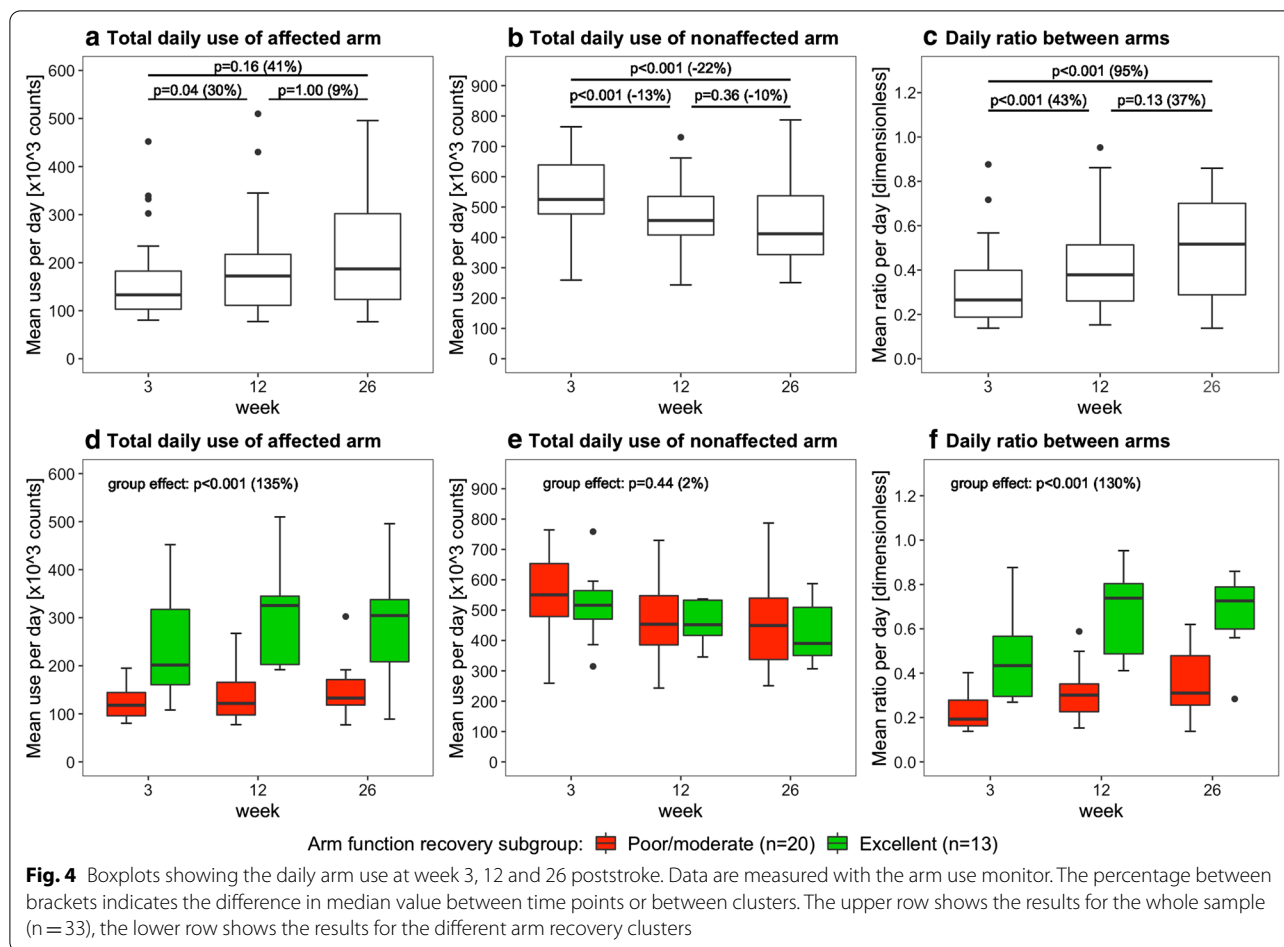 a Total daily use of affected arm
Mean use per day [x10^3 counts]
600
500
400
300
200
100
0
p=0.16 (41%)
p=0.04 (30%)
p=1.00 (9%)
3
12
26
week
b Total daily use of nonaffected arm
Mean use per day [x10^3 counts]
900
800
700
600
500
400
300
200
100
0
p<0.001 (-22%)
p<0.001 (-13%)
p=0.36 (-10%)
3
12
26
week
c Daily ratio between arms
Mean ratio per day [dimensionless]
1.2
1.0
0.8
0.6
0.4
0.2
0.0
p<0.001 (95%)
p<0.001 (43%)
p=0.13 (37%)
3
12
26
week
d Total daily use of affected arm
Mean use per day [x10^3 counts]
600
500
400
300
200
100
0
group effect: p<0.001 (135%)
3
12
26
week
e Total daily use of nonaffected arm
Mean use per day [x10^3 counts]
900
800
700
600
500
400
300
200
100
0
group effect: p=0.44 (2%)
3
12
26
week
f Daily ratio between arms
Mean ratio per day [dimensionless]
1.2
1.0
0.8
0.6
0.4
0.2
0.0
group effect: p<0.001 (130%)
3
12
26
week
Arm function recovery subgroup: Poor/moderate (n=20) Excellent (n=13)
Fig. 4 Boxplots showing the daily arm use at week 3, 12 and 26 poststroke. Data are measured with the arm use monitor. The percentage between
brackets indicates the difference in median value between time points or between clusters. The upper row shows the results for the whole sample
(n = 33), the lower row shows the results for the different arm recovery clusters